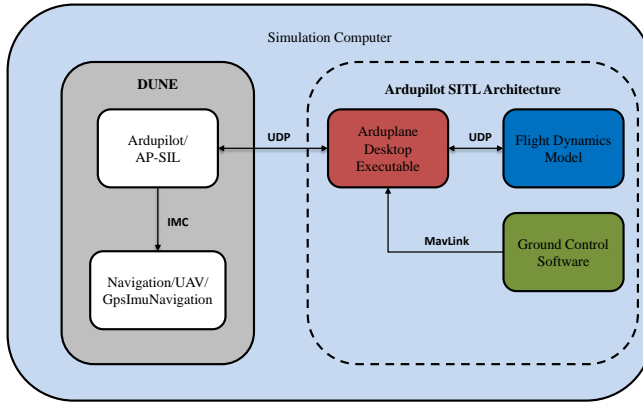 Simulation Computer
DUNE
Ardupilot SITL Architecture
Ardupilot/
AP-SIL
UDP
Arduplane
Desktop
Executable
UDP
Flight Dynamics
Model
IMC
MavLink
Ground Control
Software
Navigation/UAV/
GpsImuNavigation